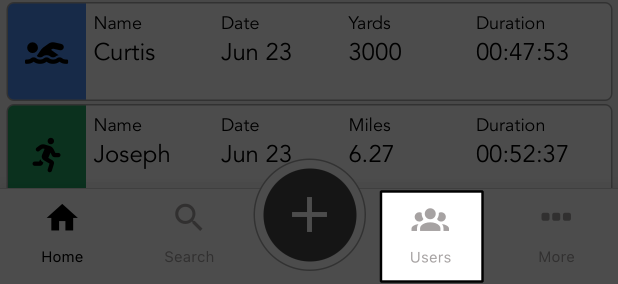 Name Date Yards Duration
Curtis Jun 23 3000 00:47:53
Name Date Miles Duration
Joseph Jun 23 6.27 00:52:37
Home Search Users More